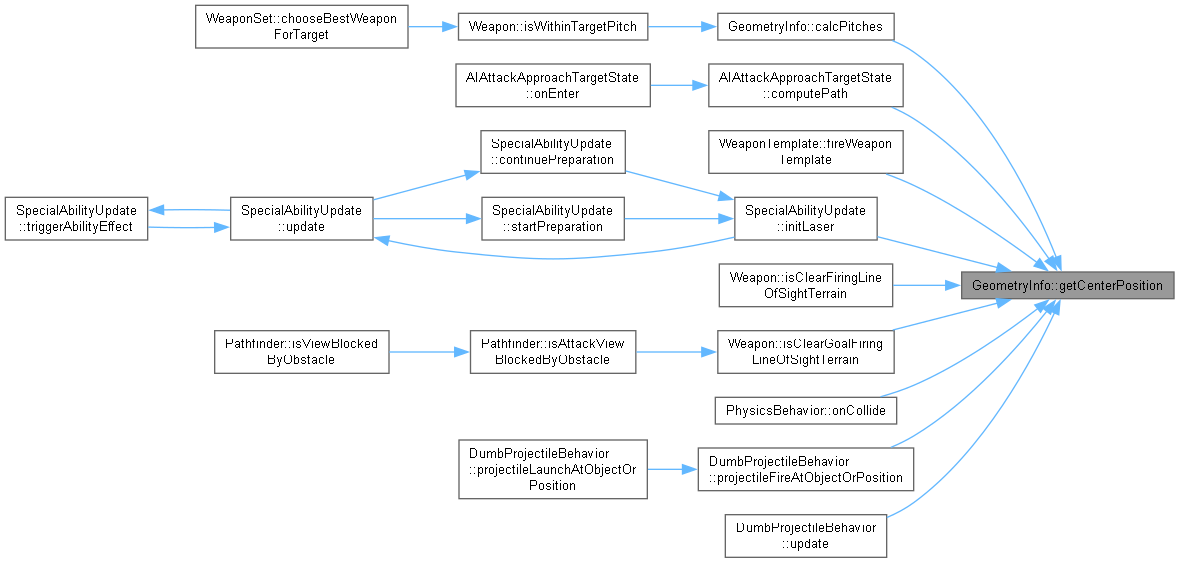 WeaponSet::chooseBestWeapon
ForTarget
Weapon::isWithinTargetPitch
GeometryInfo::calcPitches
AIAttackApproachTargetState
::onEnter
AIAttackApproachTargetState
::computePath
SpecialAbilityUpdate
::continuePreparation
WeaponTemplate::fireWeapon
Template
SpecialAbilityUpdate
::triggerAbilityEffect
SpecialAbilityUpdate
::update
SpecialAbilityUpdate
::startPreparation
SpecialAbilityUpdate
::initLaser
Weapon::isClearFiringLine
OfSightTerrain
GeometryInfo::getCenterPosition
Pathfinder::isViewBlocked
ByObstacle
Pathfinder::isAttackView
BlockedByObstacle
Weapon::isClearGoalFiring
LineOfSightTerrain
PhysicsBehavior::onCollide
DumbProjectileBehavior
::projectileLaunchAtObjectOr
Position
DumbProjectileBehavior
::projectileFireAtObjectOrPosition
DumbProjectileBehavior
::update